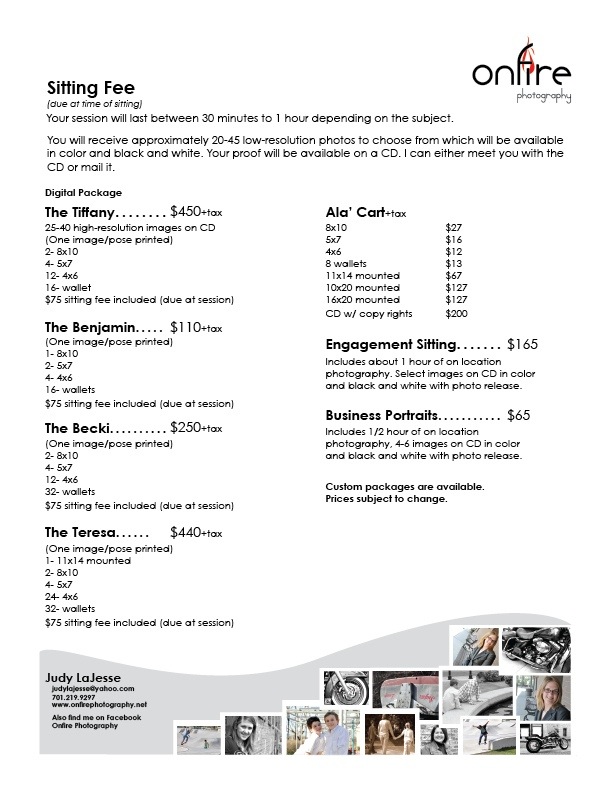 onfire
photography
Sitting Fee
(due at time of sitting)
Your session will last between 30 minutes to 1 hour depending on the subject.
You will receive approximately 20-45 low-resolution photos to choose from which will be available
in color and black and white. Your proof will be available on a CD. I can either meet you with the
CD or mail it.
Digital Package
The Tiffany........ $450+tax
25-40 high-resolution images on CD
(One image/pose printed)
2- 8x10
4- 5x7
12- 4x6
16- wallet
$75 sitting fee included (due at session)
The Benjamin..... $110+tax
(One image/pose printed)
1- 8x10
2- 5x7
4- 4x6
16- wallets
$75 sitting fee included (due at session)
The Becki......... $250+tax
(One image/pose printed)
2- 8x10
4- 5x7
12- 4x6
32- wallets
$75 sitting fee included (due at session)
The Teresa...... $440+tax
(One image/pose printed)
1- 11x14 mounted
2- 8x10
4- 5x7
24- 4x6
32- wallets
$75 sitting fee included (due at session)
Ala' Cart+tax
8x10 $27
5x7 $16
4x6 $12
8 wallets $13
11x14 mounted $67
10x20 mounted $127
16x20 mounted $127
CD w/ copy rights $200
Engagement Sitting....... $165
Includes about 1 hour of on location
photography. Select images on CD in color
and black and white with photo release.
Business Portraits........... $65
Includes 1/2 hour of on location
photography, 4-6 images on CD in color
and black and white with photo release.
Custom packages are available.
Prices subject to change.
Judy LaJesse
judylajesse@yahoo.com
701.219.9297
www.onfirephotography.net
Also find me on Facebook
Onfire Photography